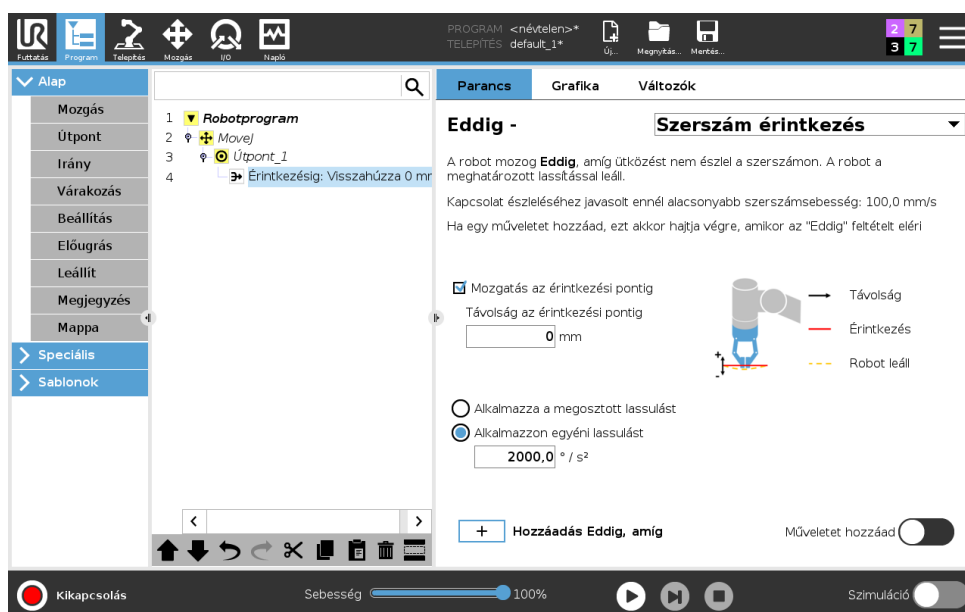 Futtatás Program Telepítés Mozgás I/O Napló
PROGRAM <névtelen>*
TELEPÍTÉS default_1*
Új... Megnyitás... Mentés...
2 7
3 7
Alap
Mozgás
Útpont
Irány
Várakozás
Beállítás
Előugrás
Leállít
Megjegyzés
Mappa
Speciális
Sablonok
1 Robotprogram
2 MoveJ
3 Útpont_1
4 Érintkezésig: Visszahúzza 0 mr
Parancs Grafika Változók
Eddig - Szerszám érintkezés
A robot mozog Eddig, amíg ütközést nem észlel a szerszámon. A robot a
meghatározott lassítással leáll.
Kapcsolat észleléséhez javasolt ennél alacsonyabb szerszámsebesség: 100,0 mm/s
Ha egy műveletet hozzáad, ezt akkor hajtja végre, amikor az "Eddig" feltételt eléri
Mozgatás az érintkezési pontig
Távolság az érintkezési pontig
0 mm
+
-
Távolság
Érintkezés
Robot leáll
Alkalmazza a megosztott lassulást
Alkalmazzon egyéni lassulást
2000,0 ° / s²
+ Hozzáadás Eddig, amíg
Műveletet hozzáad
Kikapcsolás
Sebesség 100%
Szimuláció